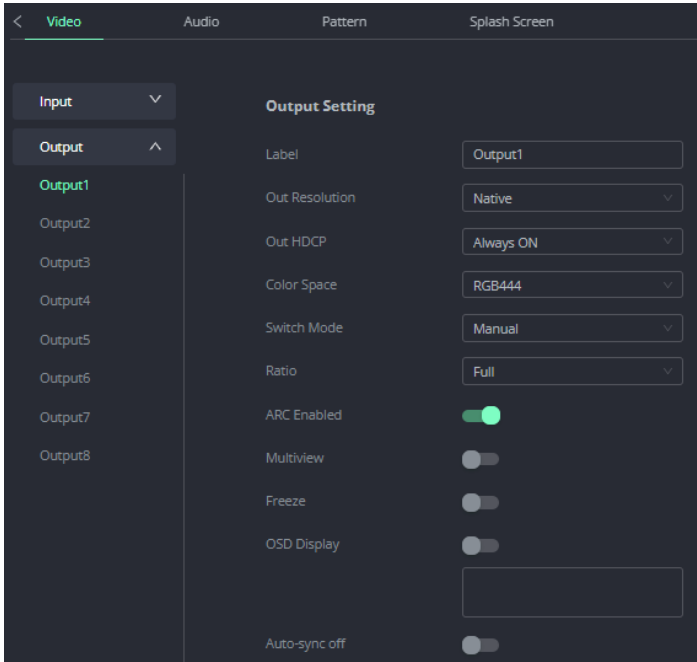 Video Audio Pattern Splash Screen
Input
Output
Output1
Output2
Output3
Output4
Output5
Output6
Output7
Output8
Output Setting
Label Output1
Out Resolution Native
Out HDCP Always ON
Color Space RGB444
Switch Mode Manual
Ratio Full
ARC Enabled
Multiview
Freeze
OSD Display
Auto-sync off